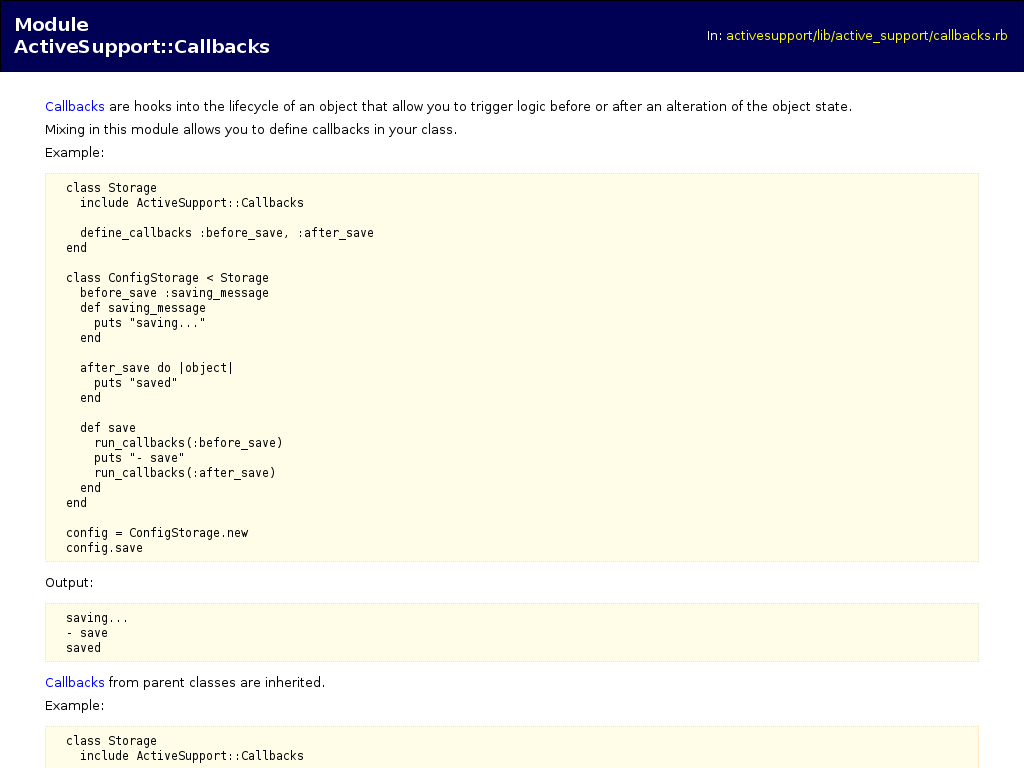 Module
ActiveSupport::Callbacks
In: activesupport/lib/active_support/callbacks.rb
Callbacks are hooks into the lifecycle of an object that allow you to trigger logic before or after an alteration of the object state.
Mixing in this module allows you to define callbacks in your class.
Example:
class Storage
  include ActiveSupport::Callbacks

  define_callbacks :before_save, :after_save
end

class ConfigStorage < Storage
  before_save :saving_message
  def saving_message
    puts "saving..."
  end

  after_save do |object|
    puts "saved"
  end

  def save
    run_callbacks(:before_save)
    puts "- save"
    run_callbacks(:after_save)
  end
end

config = ConfigStorage.new
config.save
Output:
saving...
- save
saved
Callbacks from parent classes are inherited.
Example:
class Storage
  include ActiveSupport::Callbacks